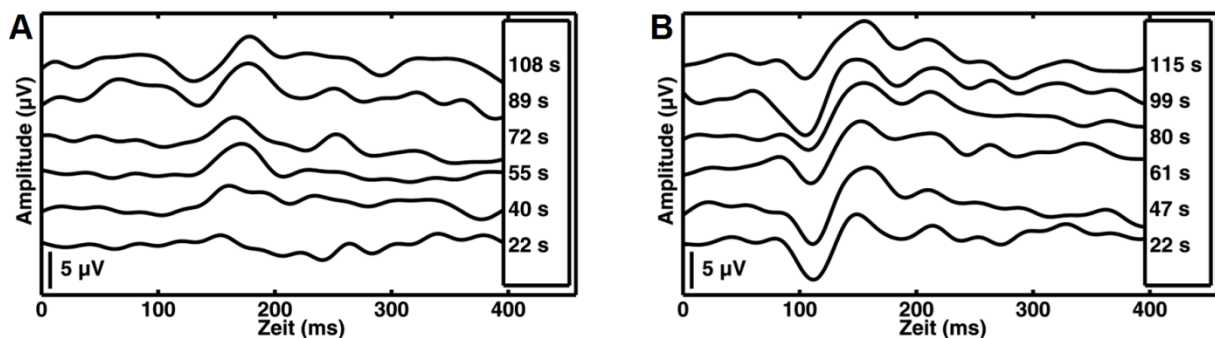 A
Amplitude (µV)
108 s
89 s
72 s
55 s
40 s
22 s
5 µV
0 100 200 300 400
Zeit (ms)
B
Amplitude (µV)
115 s
99 s
80 s
61 s
47 s
22 s
5 µV
0 100 200 300 400
Zeit (ms)